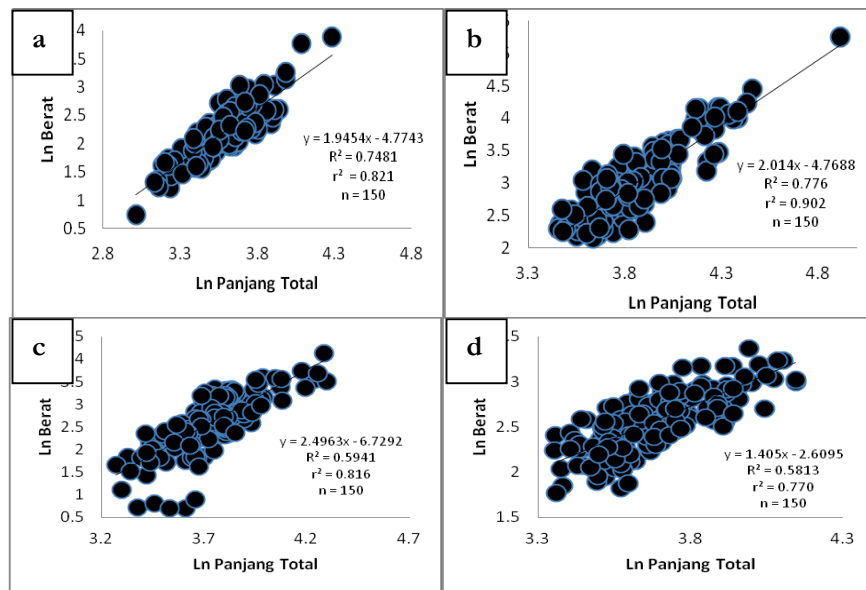 a
4
3.5
3
2.5
2
1.5
1
0.5
2.8 3.3 3.8 4.3 4.8
Ln Berat
Ln Panjang Total
y = 1.9454x - 4.7743
R² = 0.7481
r² = 0.821
n = 150
b
4.5
4
3.5
3
2.5
2
3.3 3.8 4.3 4.8
Ln Berat
Ln Panjang Total
y = 2.014x - 4.7688
R² = 0.776
r² = 0.902
n = 150
c
4
3.5
3
2.5
2
1.5
1
0.5
3.2 3.7 4.2 4.7
Ln Berat
Ln Panjang Total
y = 2.4963x - 6.7292
R² = 0.5941
r² = 0.816
n = 150
d
3
2.5
2
1.5
3.3 3.8 4.3
Ln Berat
Ln Panjang Total
y = 1.405x - 2.6095
R² = 0.5813
r² = 0.770
n = 150